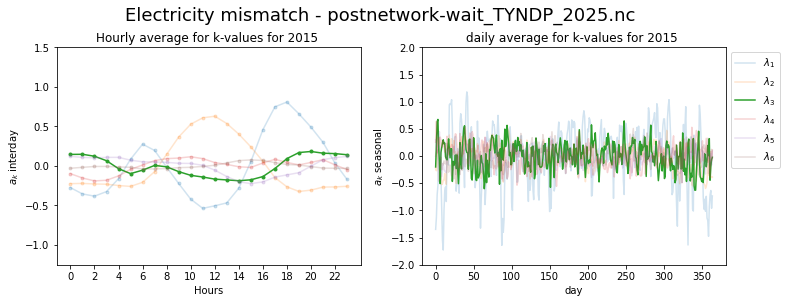 Electricity mismatch - postnetwork-wait_TYNDP_2025.nc
Hourly average for k-values for 2015
1.5
1.0
0.5
0.0
−0.5
−1.0
a_k interday
0 2 4 6 8 10 12 14 16 18 20 22
Hours
daily average for k-values for 2015
2.0
1.5
1.0
0.5
0.0
−0.5
−1.0
−1.5
−2.0
a_k seasonal
0 50 100 150 200 250 300 350
day
λ₁
λ₂
λ₃
λ₄
λ₅
λ₆